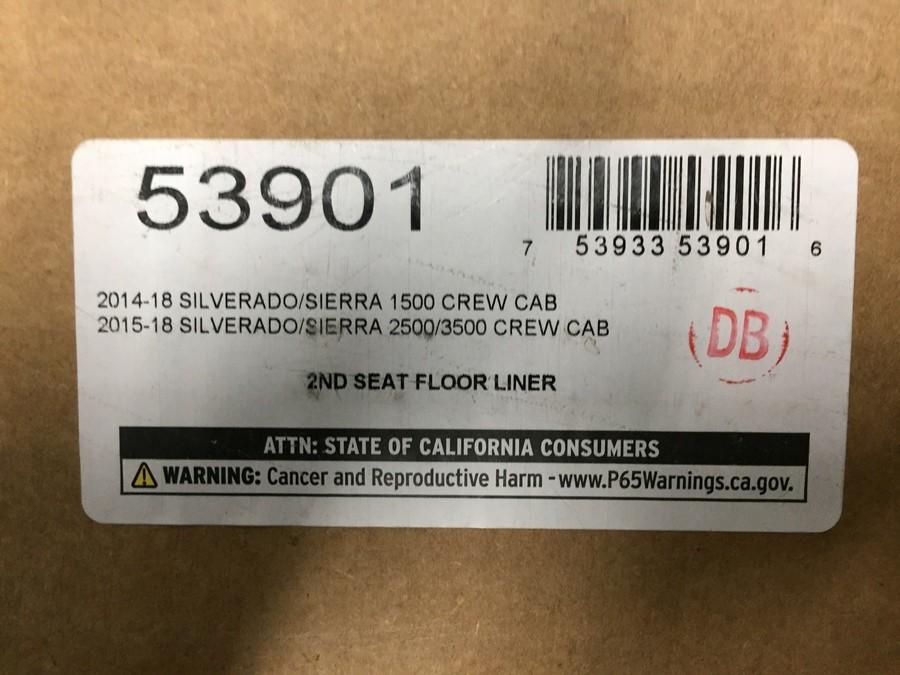 53901
7 53933 53901 6
2014-18 SILVERADO/SIERRA 1500 CREW CAB
2015-18 SILVERADO/SIERRA 2500/3500 CREW CAB
DB
2ND SEAT FLOOR LINER
ATTN: STATE OF CALIFORNIA CONSUMERS
WARNING: Cancer and Reproductive Harm - www.P65Warnings.ca.gov.